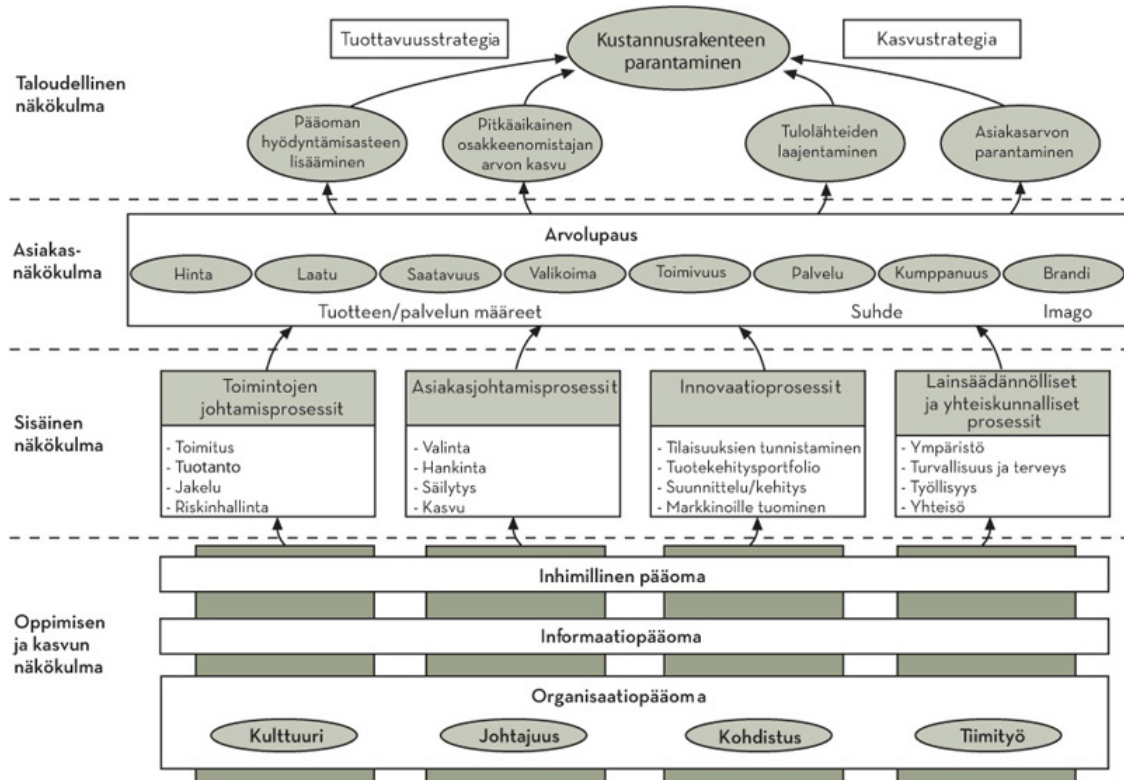 Tuottavuusstrategia
Kustannusrakenteen
parantaminen
Kasvustrategia
Taloudellinen
näkökulma
Pääoman
hyödyntämisasteen
lisääminen
Pitkäaikainen
osakkeenomistajan
arvon kasvu
Tulolähteiden
laajentaminen
Asiakasarvon
parantaminen
Asiakas-
näkökulma
Arvolupaus
Hinta
Laatu
Saatavuus
Valikoima
Toimivuus
Palvelu
Kumppanuus
Brandi
Tuotteen/palvelun määreet
Suhde
Imago
Sisäinen
näkökulma
Toimintojen
johtamisprosessit
- Toimitus
- Tuotanto
- Jakelu
- Riskinhallinta
Asiakasjohtamisprosessit
- Valinta
- Hankinta
- Säilytys
- Kasvu
Innovaatioprosessit
- Tilaisuuksien tunnistaminen
- Tuotekehitysportfolio
- Suunnittelu/kehitys
- Markkinoille tuominen
Lainsäädännölliset
ja yhteiskunnalliset
prosessit
- Ympäristö
- Turvallisuus ja terveys
- Työllisyys
- Yhteisö
Oppimisen
ja kasvun
näkökulma
Inhimillinen pääoma
Informaatiopääoma
Organisaatiopääoma
Kulttuuri
Johtajuus
Kohdistus
Tiimityö